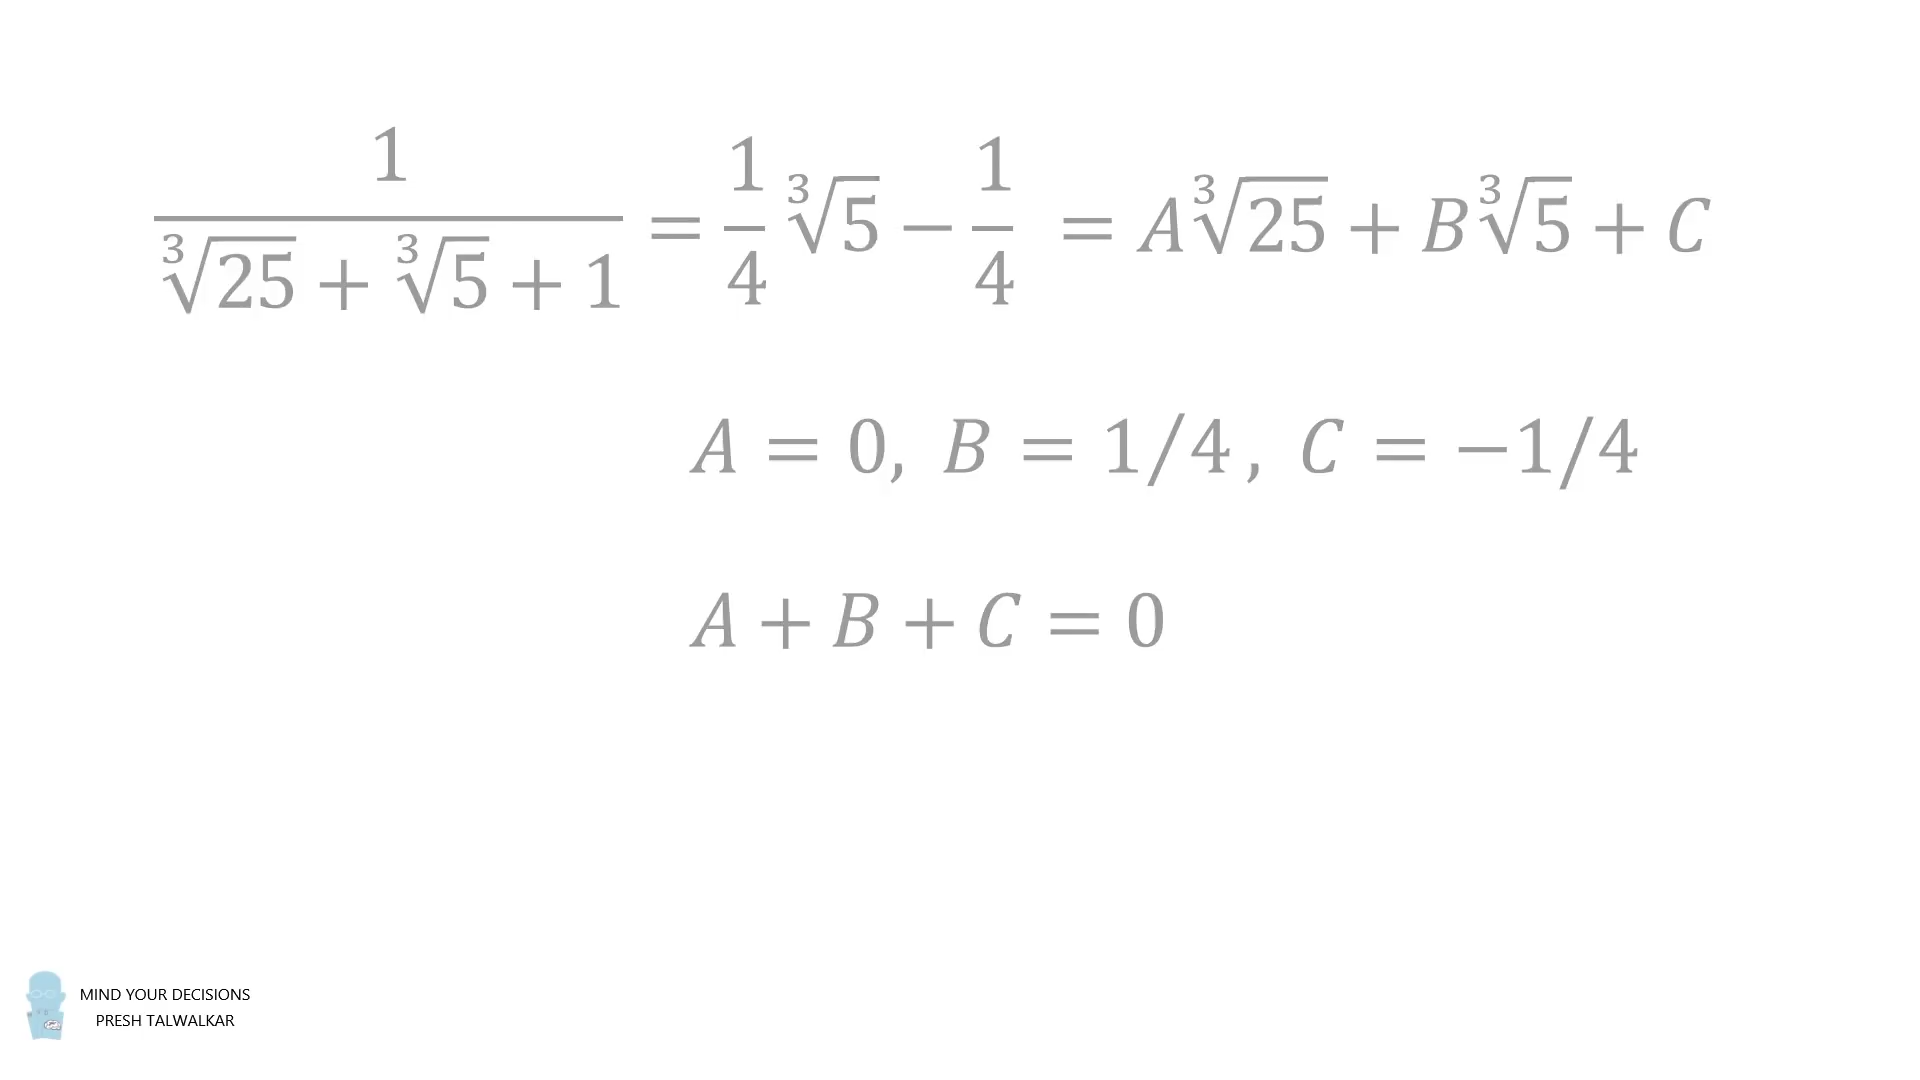 1/(∛25 + ∛5 + 1) = 1/4 ∛5 − 1/4 = A∛25 + B∛5 + C
A = 0, B = 1/4 , C = −1/4
A + B + C = 0
MIND YOUR DECISIONS
PRESH TALWALKAR